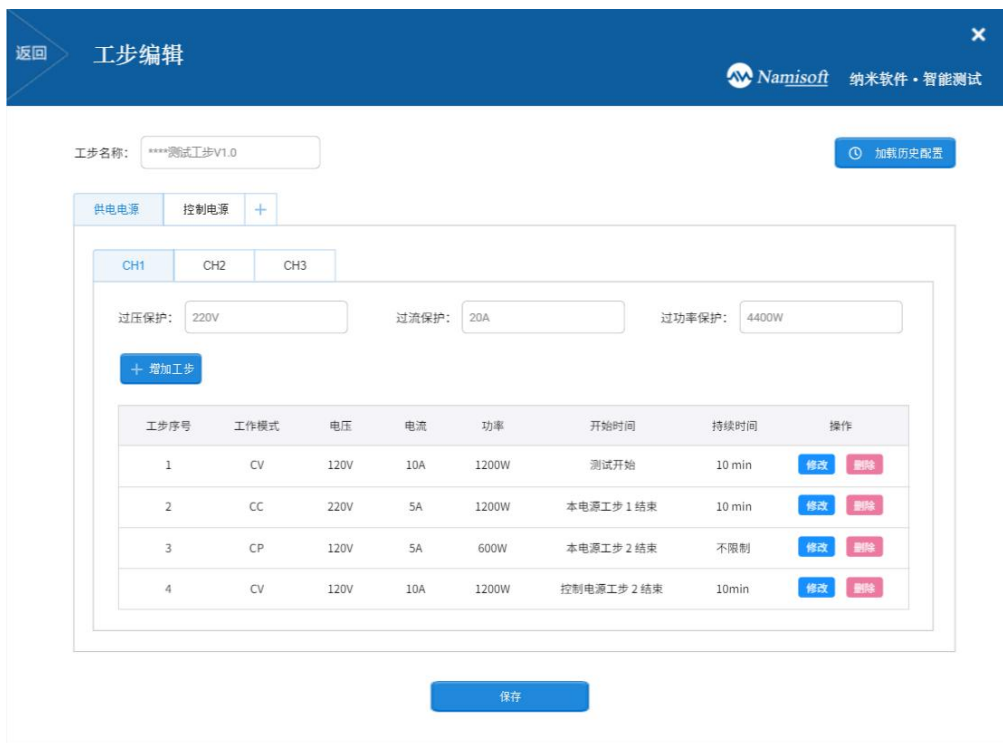 返回
工步编辑
Namisoft 纳米软件·智能测试
工步名称： ****测试工步V1.0 加载历史配置
供电电源 控制电源 +
CH1 CH2 CH3
过压保护： 220V 过流保护： 20A 过功率保护： 4400W
+ 增加工步
工步序号 工作模式 电压 电流 功率 开始时间 持续时间 操作
1 CV 120V 10A 1200W 测试开始 10 min 修改 删除
2 CC 220V 5A 1200W 本电源工步 1 结束 10 min 修改 删除
3 CP 120V 5A 600W 本电源工步 2 结束 不限制 修改 删除
4 CV 120V 10A 1200W 控制电源工步 2 结束 10min 修改 删除
保存